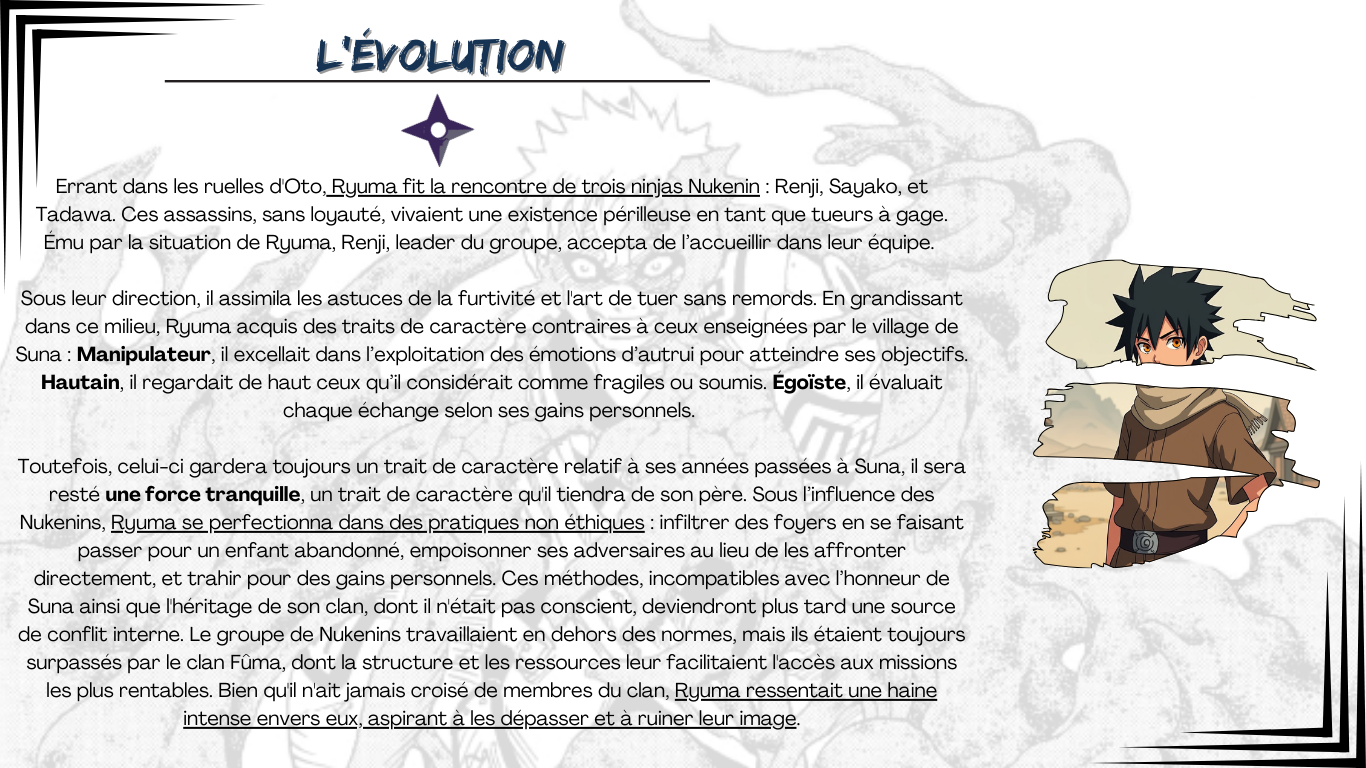 L'ÉVOLUTION
Errant dans les ruelles d'Oto, Ryuma fit la rencontre de trois ninjas Nukenin : Renji, Sayako, et
Tadawa. Ces assassins, sans loyauté, vivaient une existence périlleuse en tant que tueurs à gage.
Ému par la situation de Ryuma, Renji, leader du groupe, accepta de l’accueillir dans leur équipe.
Sous leur direction, il assimila les astuces de la furtivité et l'art de tuer sans remords. En grandissant
dans ce milieu, Ryuma acquis des traits de caractère contraires à ceux enseignées par le village de
Suna : Manipulateur, il excellait dans l’exploitation des émotions d’autrui pour atteindre ses objectifs.
Hautain, il regardait de haut ceux qu’il considérait comme fragiles ou soumis. Égoïste, il évaluait
chaque échange selon ses gains personnels.
Toutefois, celui-ci gardera toujours un trait de caractère relatif à ses années passées à Suna, il sera
resté une force tranquille, un trait de caractère qu'il tiendra de son père. Sous l’influence des
Nukenins, Ryuma se perfectionna dans des pratiques non éthiques : infiltrer des foyers en se faisant
passer pour un enfant abandonné, empoisonner ses adversaires au lieu de les affronter
directement, et trahir pour des gains personnels. Ces méthodes, incompatibles avec l’honneur de
Suna ainsi que l'héritage de son clan, dont il n'était pas conscient, deviendront plus tard une source
de conflit interne. Le groupe de Nukenins travaillaient en dehors des normes, mais ils étaient toujours
surpassés par le clan Fûma, dont la structure et les ressources leur facilitaient l'accès aux missions
les plus rentables. Bien qu'il n'ait jamais croisé de membres du clan, Ryuma ressentait une haine
intense envers eux, aspirant à les dépasser et à ruiner leur image.